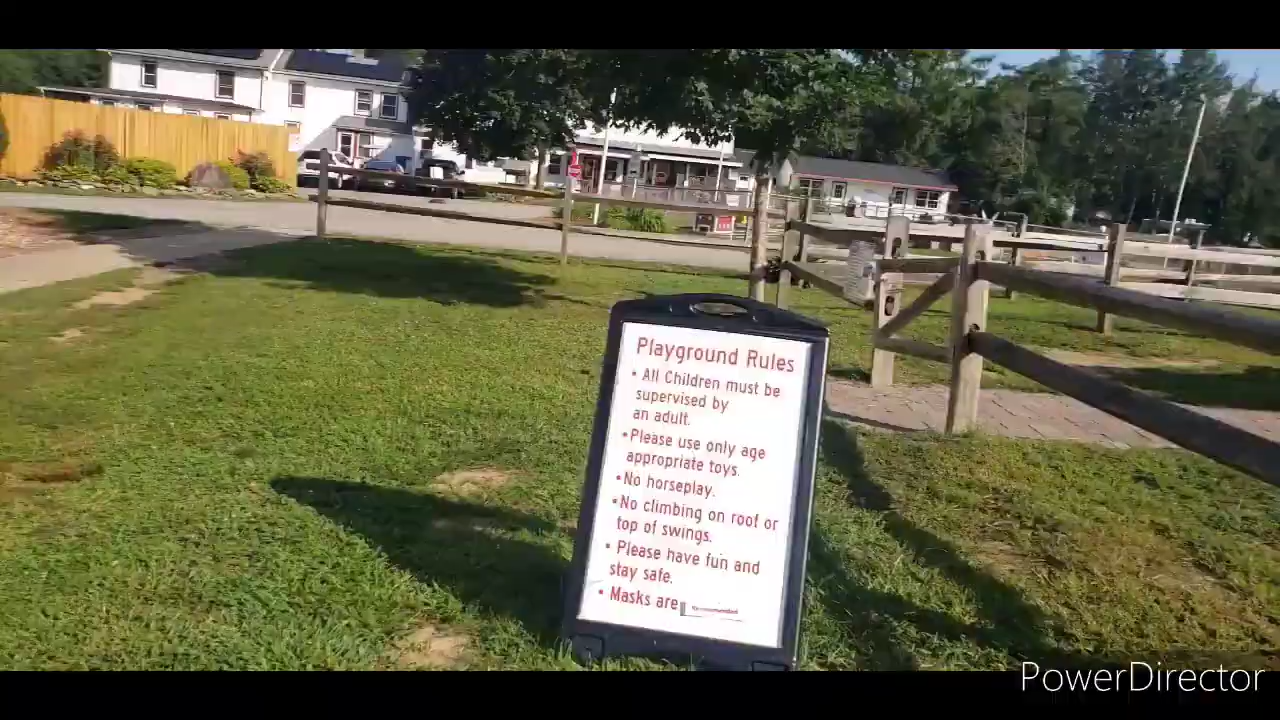 Playground Rules
• All Children must be
supervised by
an adult.
• Please use only age
appropriate toys.
• No horseplay.
• No climbing on roof or
top of swings.
• Please have fun and
stay safe.
• Masks are Recommended
PowerDirector